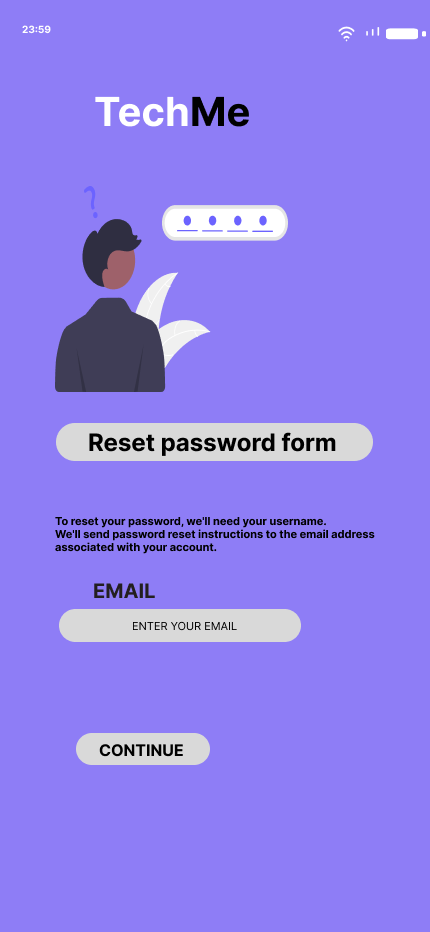 23:59
TechMe
?
Reset password form
To reset your password, we'll need your username.
We'll send password reset instructions to the email address
associated with your account.
EMAIL
ENTER YOUR EMAIL
CONTINUE